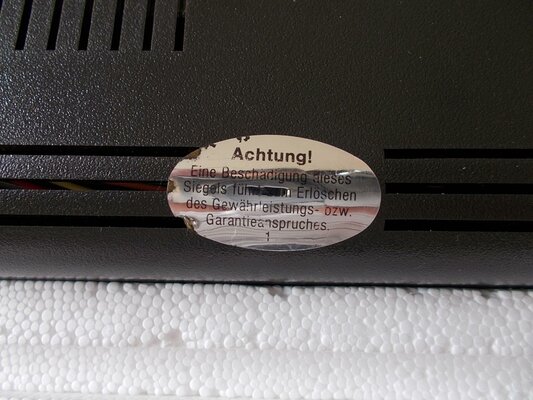 Achtung!
Eine Beschädigung dieses
Siegels führt Erlöschen
des Gewährleistungs- bzw.
Garantieanspruches.
1